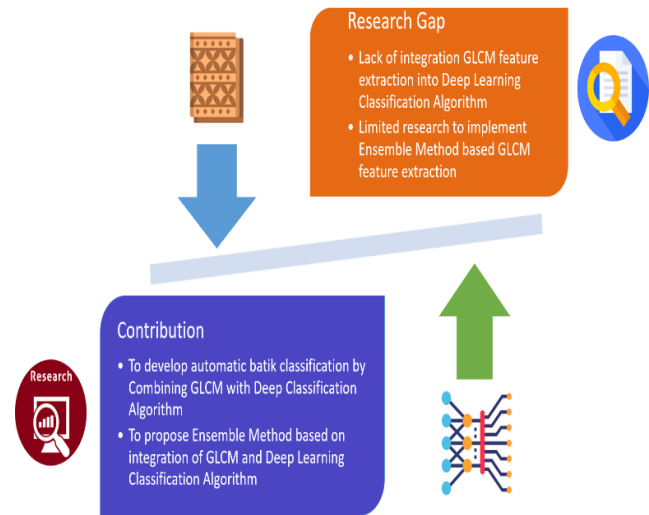 Research Gap
• Lack of integration GLCM feature
extraction into Deep Learning
Classification Algorithm
• Limited research to implement
Ensemble Method based GLCM
feature extraction
Contribution
• To develop automatic batik classification by
Combining GLCM with Deep Classification
Algorithm
• To propose Ensemble Method based on
integration of GLCM and Deep Learning
Classification Algorithm
Research